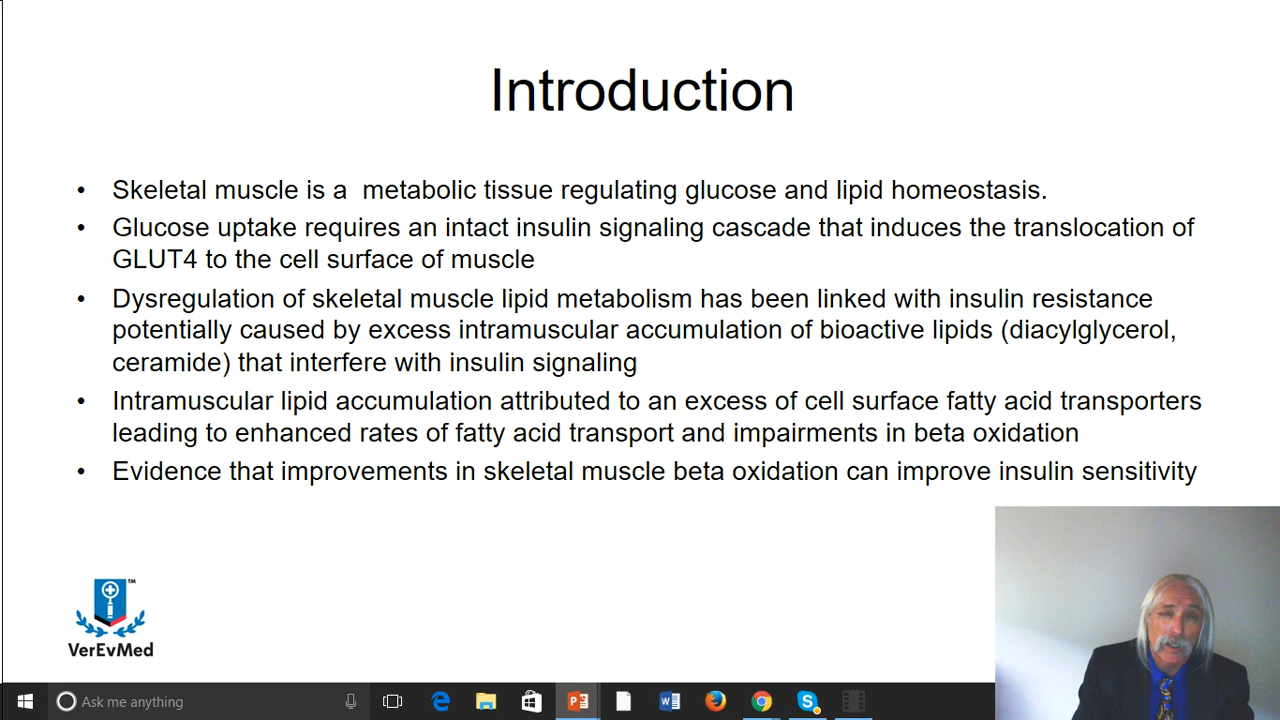 Introduction
• Skeletal muscle is a  metabolic tissue regulating glucose and lipid homeostasis.
• Glucose uptake requires an intact insulin signaling cascade that induces the translocation of
GLUT4 to the cell surface of muscle
• Dysregulation of skeletal muscle lipid metabolism has been linked with insulin resistance
potentially caused by excess intramuscular accumulation of bioactive lipids (diacylglycerol,
ceramide) that interfere with insulin signaling
• Intramuscular lipid accumulation attributed to an excess of cell surface fatty acid transporters
leading to enhanced rates of fatty acid transport and impairments in beta oxidation
• Evidence that improvements in skeletal muscle beta oxidation can improve insulin sensitivity
TM
VerEvMed
Ask me anything